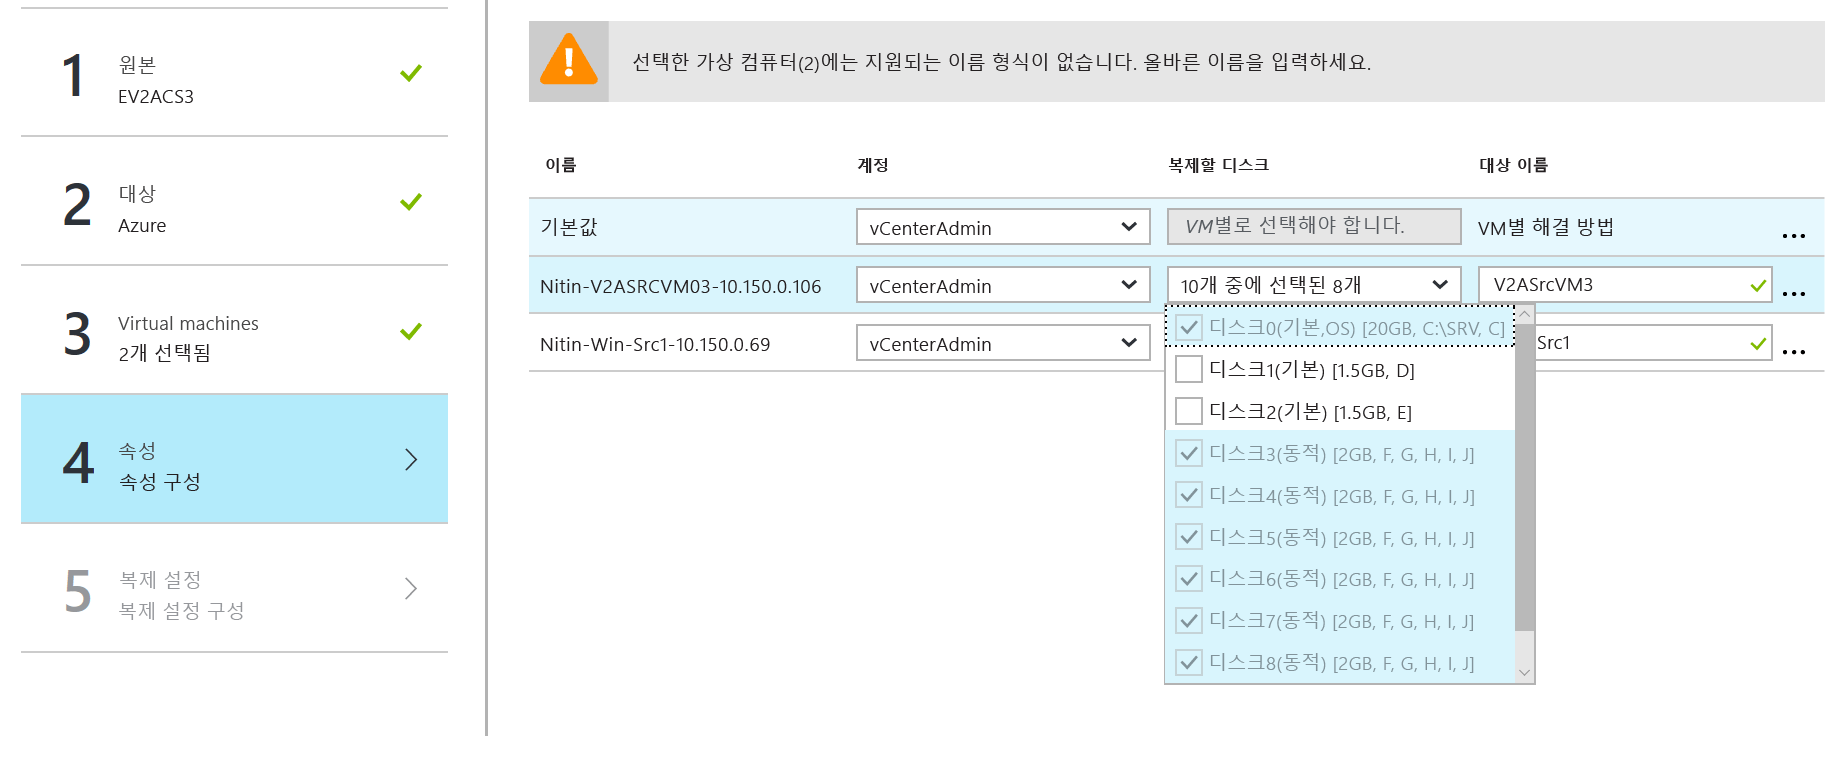 1
원본
EV2ACS3
2
대상
Azure
3
Virtual machines
2개 선택됨
4
속성
속성 구성
5
복제 설정
복제 설정 구성
선택한 가상 컴퓨터(2)에는 지원되는 이름 형식이 없습니다. 올바른 이름을 입력하세요.
이름 계정 복제할 디스크 대상 이름
기본값 vCenterAdmin VM별로 선택해야 합니다. VM별 해결 방법 ...
Nitin-V2ASRCVM03-10.150.0.106 vCenterAdmin 10개 중에 선택된 8개 V2ASrcVM3 ...
Nitin-Win-Src1-10.150.0.69 vCenterAdmin Src1 ...
디스크0(기본,OS) [20GB, C:\SRV, C]
디스크1(기본) [1.5GB, D]
디스크2(기본) [1.5GB, E]
디스크3(동적) [2GB, F, G, H, I, J]
디스크4(동적) [2GB, F, G, H, I, J]
디스크5(동적) [2GB, F, G, H, I, J]
디스크6(동적) [2GB, F, G, H, I, J]
디스크7(동적) [2GB, F, G, H, I, J]
디스크8(동적) [2GB, F, G, H, I, J]